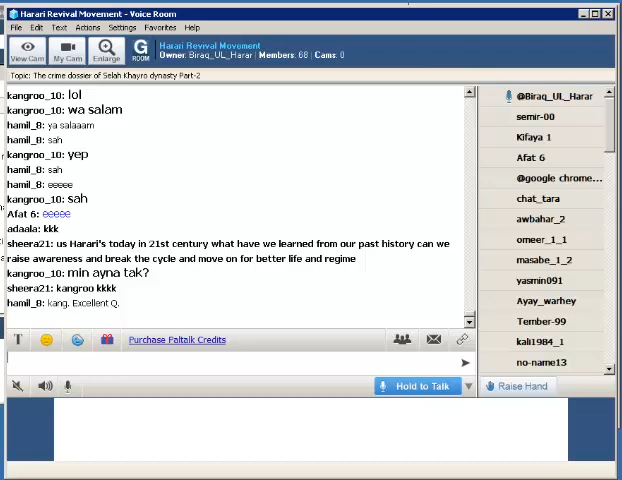 Harari Revival Movement - Voice Room
File Edit Text Actions Settings Favorites Help
View Cam My Cam Enlarge G ROOM
Harari Revival Movement
Owner: Biraq_UL_Harar | Members: 68 | Cams: 0
Topic: The crime dossier of Selah Khayro dynasty Part-2
kangroo_10: lol
kangroo_10: wa salam
hamil_8: ya salaaam
hamil_8: sah
kangroo_10: yep
hamil_8: sah
hamil_8: eeeee
kangroo_10: sah
Afat 6: eeeee
adaala: kkk
sheera21: us Harari's today in 21st century what have we learned from our past history can we
raise awareness and break the cycle and move on for better life and regime
kangroo_10: min ayna tak?
sheera21: kangroo kkkk
hamil_8: kang. Excellent Q.
T Purchase Paltalk Credits
Hold to Talk
@Biraq_UL_Harar
semir-00
Kifaya 1
Afat 6
@google chrome...
chat_tara
awbahar_2
omeer_1_1
masabe_1_2
yasmin091
Ayay_warhey
Tember-99
kali1984_1
no-name13
Raise Hand